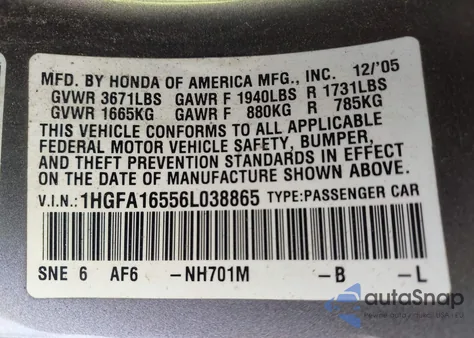 MFD. BY HONDA OF AMERICA MFG., INC. 12/'05
GVWR 3671LBS GAWR F 1940LBS R 1731LBS
GVWR 1665KG GAWR F 880KG R 785KG
THIS VEHICLE CONFORMS TO ALL APPLICABLE
FEDERAL MOTOR VEHICLE SAFETY, BUMPER,
AND THEFT PREVENTION STANDARDS IN EFFECT
ON THE DATE OF MANUFACTURE SHOWN ABOVE.
V.I.N.: 1HGFA16556L038865 TYPE:PASSENGER CAR
SNE 6 AF6 -NH701M -B -L
autaSnap